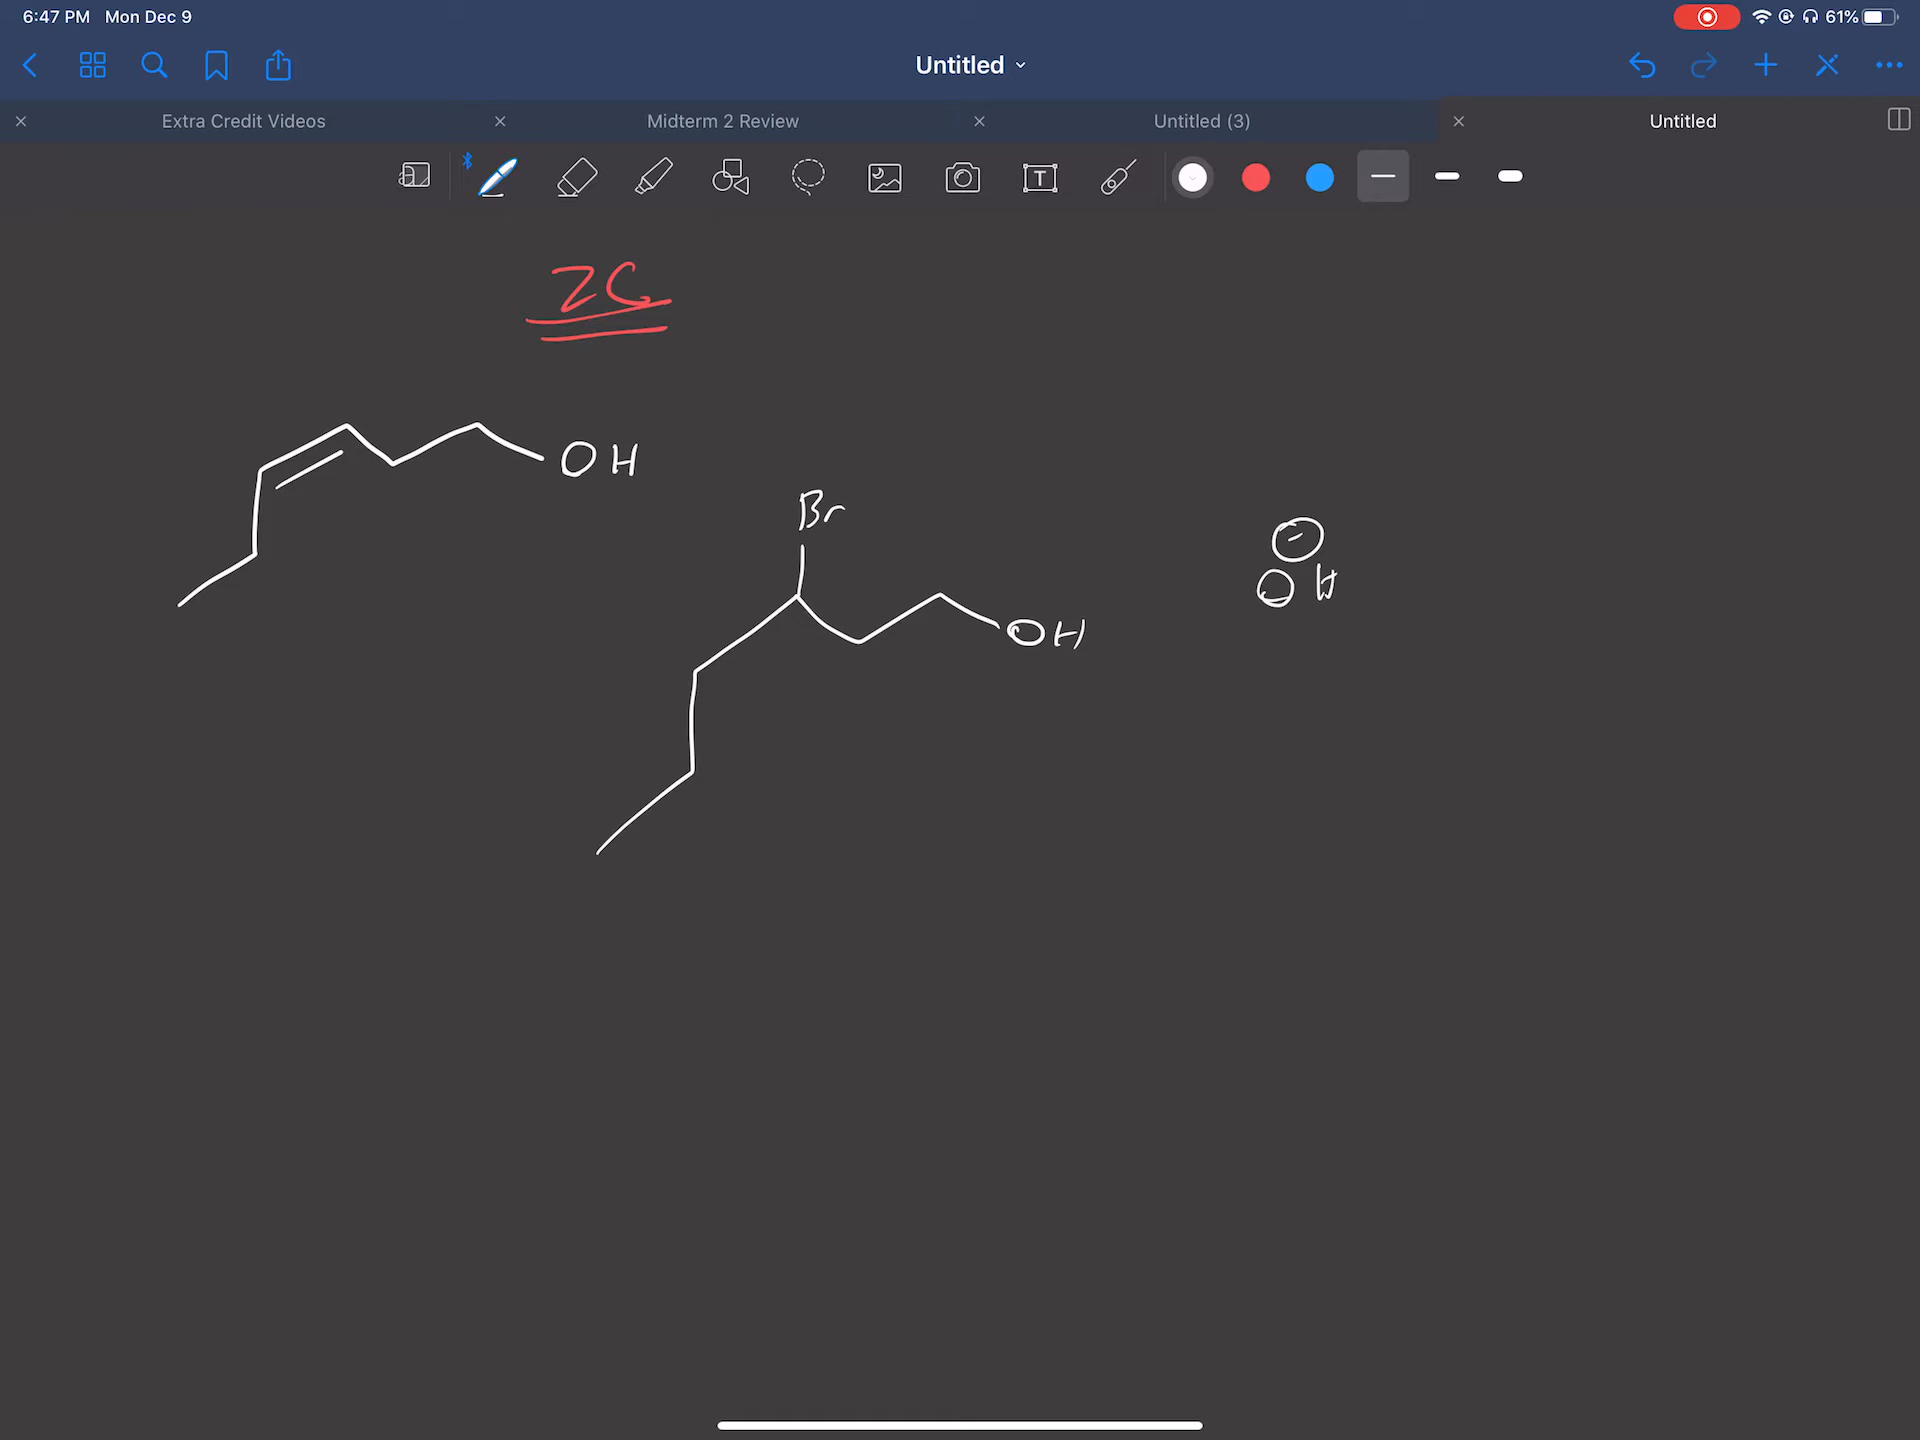 6:47 PM Mon Dec 9
61%
Untitled
Extra Credit Videos
Midterm 2 Review
Untitled (3)
Untitled
T
2C
OH
Br
OH
-
OH